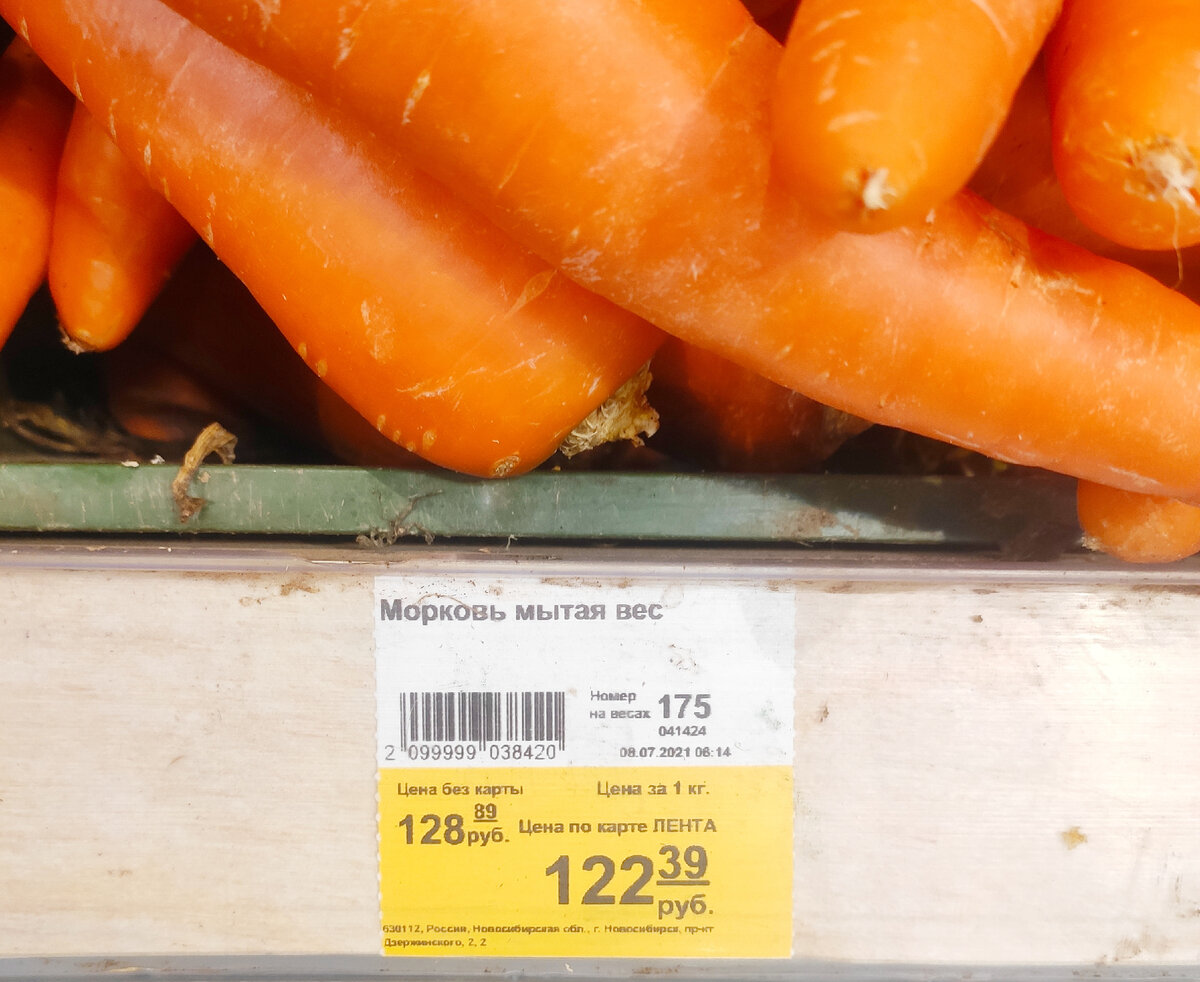 Морковь мытая вес
Номер
на весах 175
041424
2 099999 038420
08.07.2021 06:14
Цена без карты Цена за 1 кг.
128 89 руб. Цена по карте ЛЕНТА
122 39
руб.
630112, Россия, Новосибирская обл., г. Новосибирск, пр-кт
Дзержинского, 2, 2